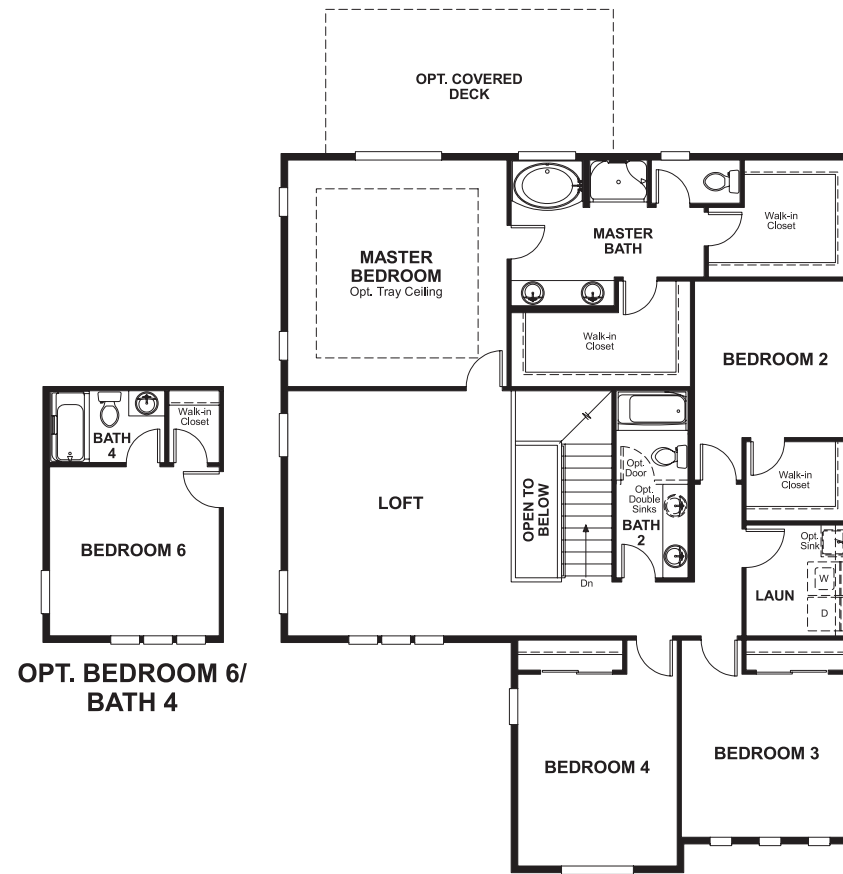 OPT. COVERED
DECK
MASTER
BEDROOM
Opt. Tray Ceiling
MASTER
BATH
Walk-in
Closet
Walk-in
Closet
BEDROOM 2
Walk-in
Closet
BATH
4
BEDROOM 6
OPT. BEDROOM 6/
BATH 4
LOFT
OPEN TO
BELOW
Dn
Opt.
Door
Opt.
Double
Sinks
BATH
2
Walk-in
Closet
Opt.
Sink
LAUN
W
D
BEDROOM 4
BEDROOM 3